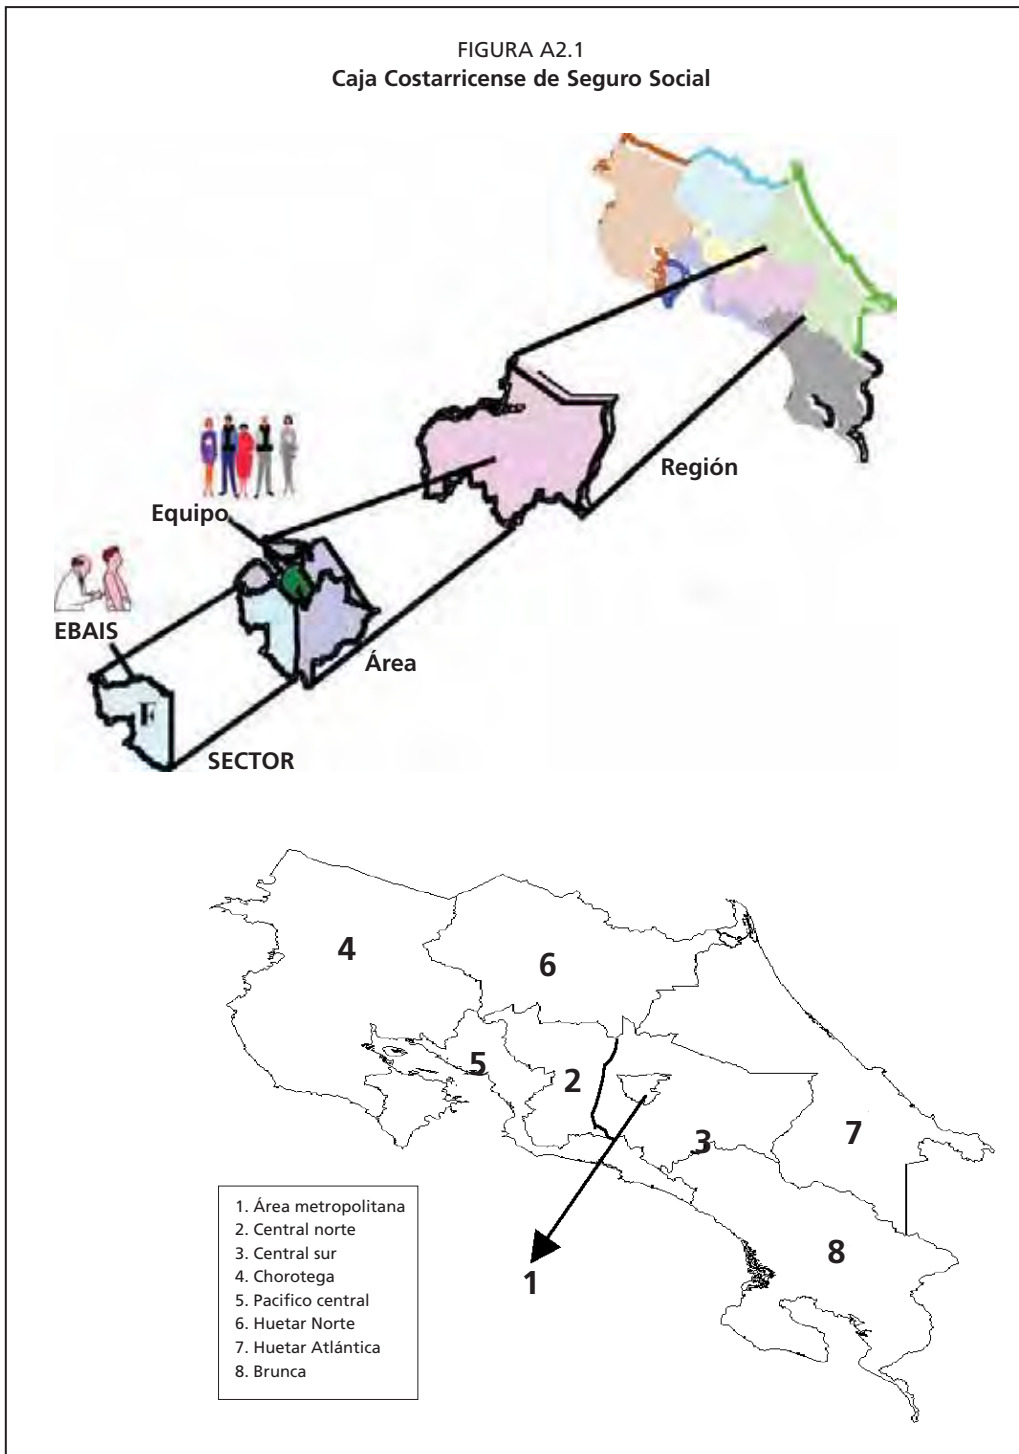 FIGURA A2.1
Caja Costarricense de Seguro Social
Región
Equipo
EBAIS
Área
F
SECTOR
4
6
5
2
3
7
8
1
1. Área metropolitana
2. Central norte
3. Central sur
4. Chorotega
5. Pacifico central
6. Huetar Norte
7. Huetar Atlántica
8. Brunca